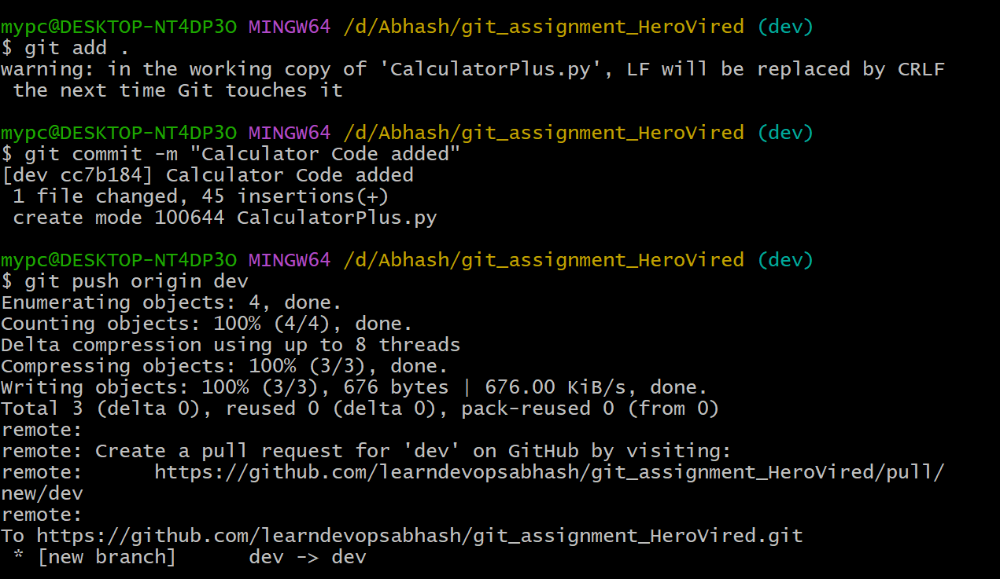 mypc@DESKTOP-NT4DP3O MINGW64 /d/Abhash/git_assignment_HeroVired (dev)
$ git add .
warning: in the working copy of 'CalculatorPlus.py', LF will be replaced by CRLF
 the next time Git touches it
mypc@DESKTOP-NT4DP3O MINGW64 /d/Abhash/git_assignment_HeroVired (dev)
$ git commit -m "Calculator Code added"
[dev cc7b184] Calculator Code added
 1 file changed, 45 insertions(+)
 create mode 100644 CalculatorPlus.py
mypc@DESKTOP-NT4DP3O MINGW64 /d/Abhash/git_assignment_HeroVired (dev)
$ git push origin dev
Enumerating objects: 4, done.
Counting objects: 100% (4/4), done.
Delta compression using up to 8 threads
Compressing objects: 100% (3/3), done.
Writing objects: 100% (3/3), 676 bytes | 676.00 KiB/s, done.
Total 3 (delta 0), reused 0 (delta 0), pack-reused 0 (from 0)
remote:
remote: Create a pull request for 'dev' on GitHub by visiting:
remote:      https://github.com/learndevopsabhash/git_assignment_HeroVired/pull/
new/dev
remote:
To https://github.com/learndevopsabhash/git_assignment_HeroVired.git
 * [new branch]      dev -> dev